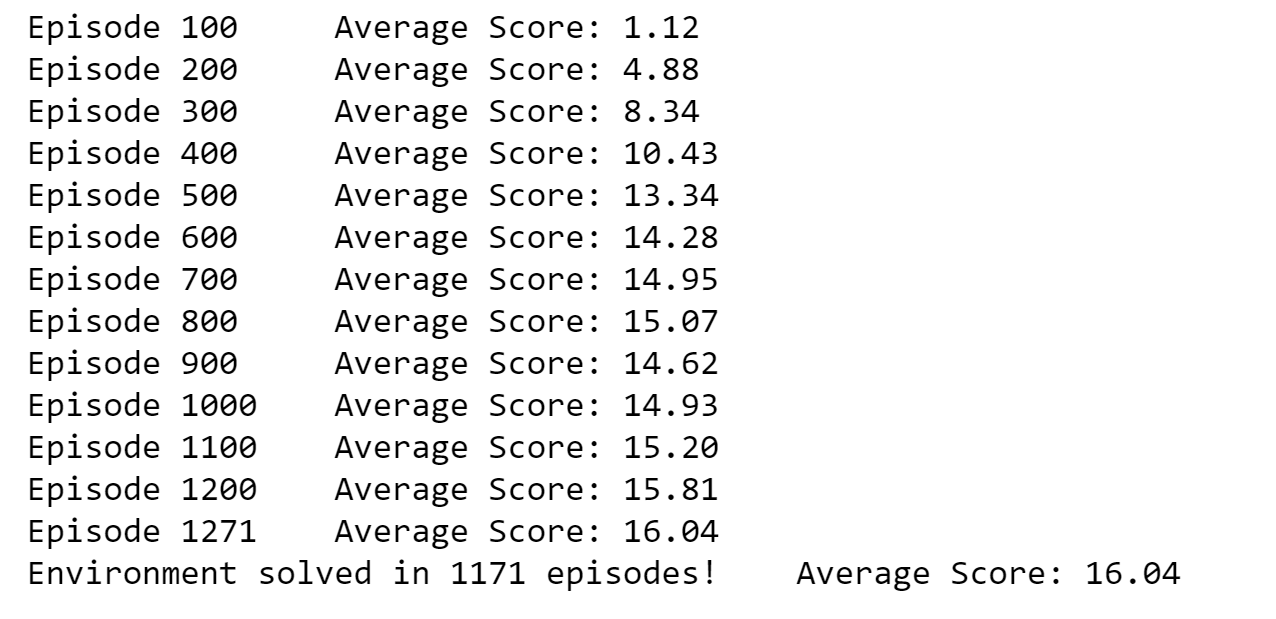 Episode 100 Average Score: 1.12
Episode 200 Average Score: 4.88
Episode 300 Average Score: 8.34
Episode 400 Average Score: 10.43
Episode 500 Average Score: 13.34
Episode 600 Average Score: 14.28
Episode 700 Average Score: 14.95
Episode 800 Average Score: 15.07
Episode 900 Average Score: 14.62
Episode 1000 Average Score: 14.93
Episode 1100 Average Score: 15.20
Episode 1200 Average Score: 15.81
Episode 1271 Average Score: 16.04
Environment solved in 1171 episodes! Average Score: 16.04